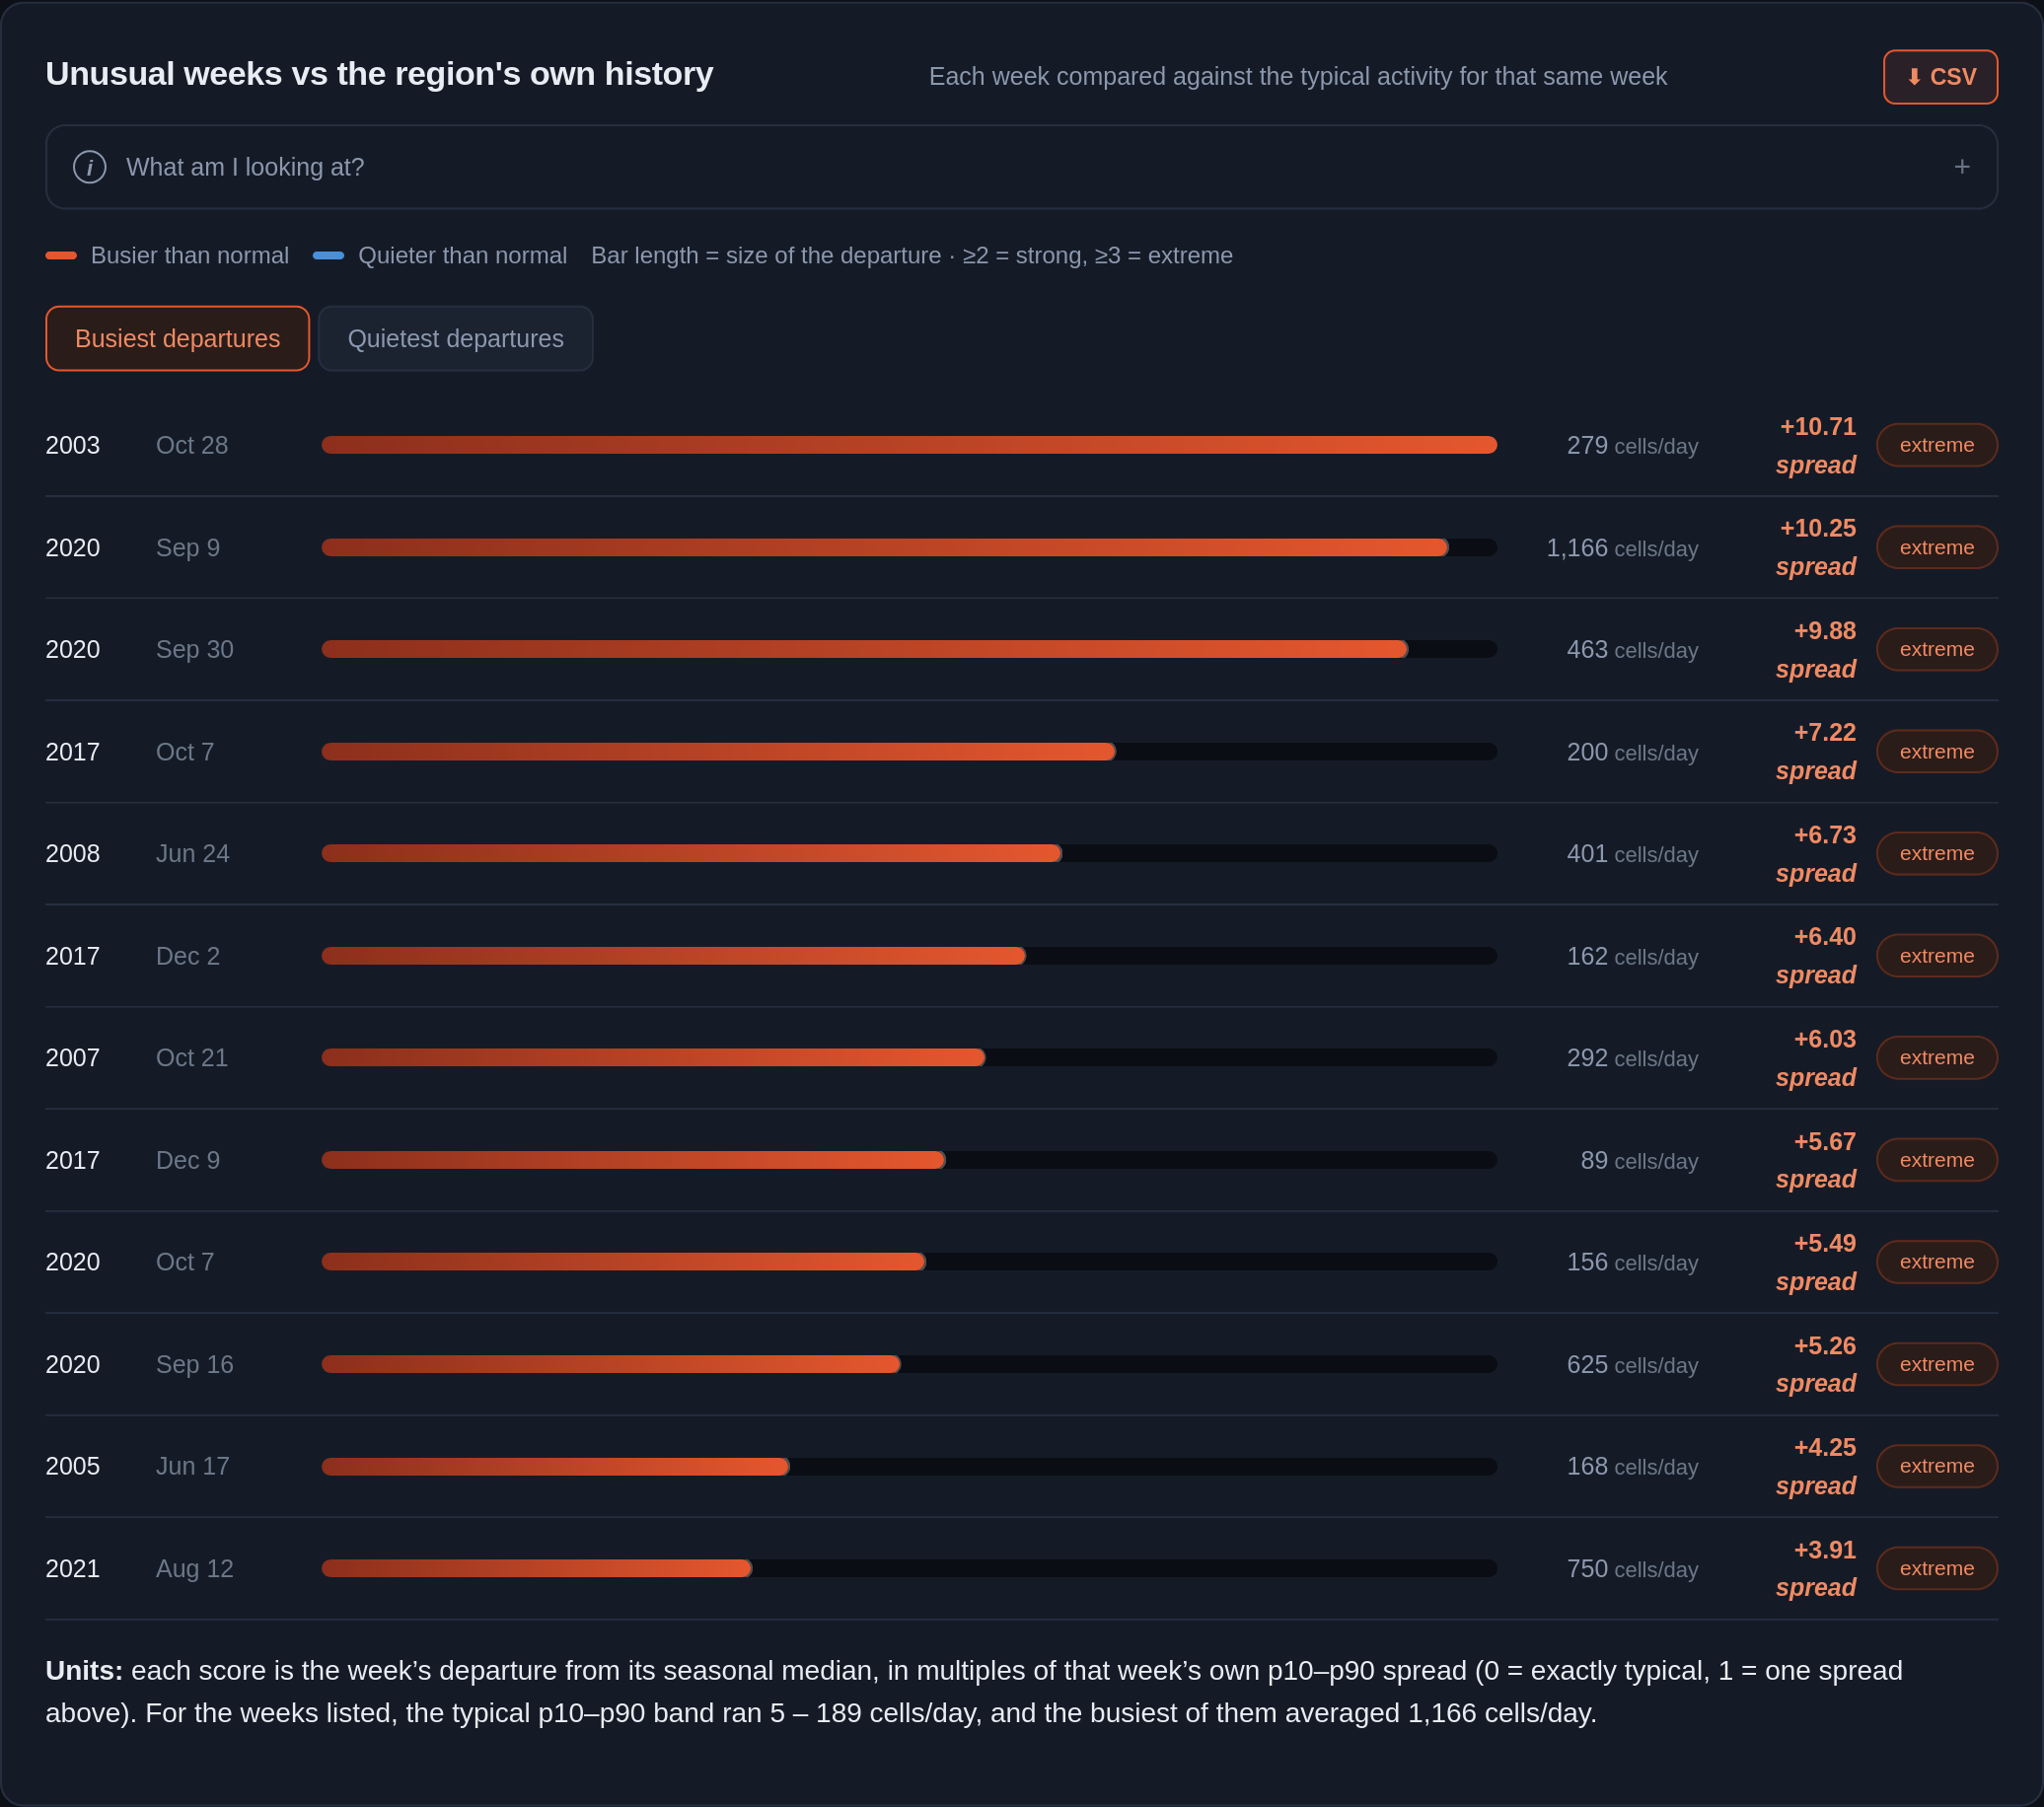 Unusual weeks vs the region's own history
Each week compared against the typical activity for that same week
⬇ CSV
i What am I looking at? +
Busier than normal Quieter than normal Bar length = size of the departure · ≥2 = strong, ≥3 = extreme
Busiest departures Quietest departures
2003 Oct 28 279 cells/day +10.71 spread extreme
2020 Sep 9 1,166 cells/day +10.25 spread extreme
2020 Sep 30 463 cells/day +9.88 spread extreme
2017 Oct 7 200 cells/day +7.22 spread extreme
2008 Jun 24 401 cells/day +6.73 spread extreme
2017 Dec 2 162 cells/day +6.40 spread extreme
2007 Oct 21 292 cells/day +6.03 spread extreme
2017 Dec 9 89 cells/day +5.67 spread extreme
2020 Oct 7 156 cells/day +5.49 spread extreme
2020 Sep 16 625 cells/day +5.26 spread extreme
2005 Jun 17 168 cells/day +4.25 spread extreme
2021 Aug 12 750 cells/day +3.91 spread extreme
Units: each score is the week’s departure from its seasonal median, in multiples of that week’s own p10–p90 spread (0 = exactly typical, 1 = one spread
above). For the weeks listed, the typical p10–p90 band ran 5 – 189 cells/day, and the busiest of them averaged 1,166 cells/day.